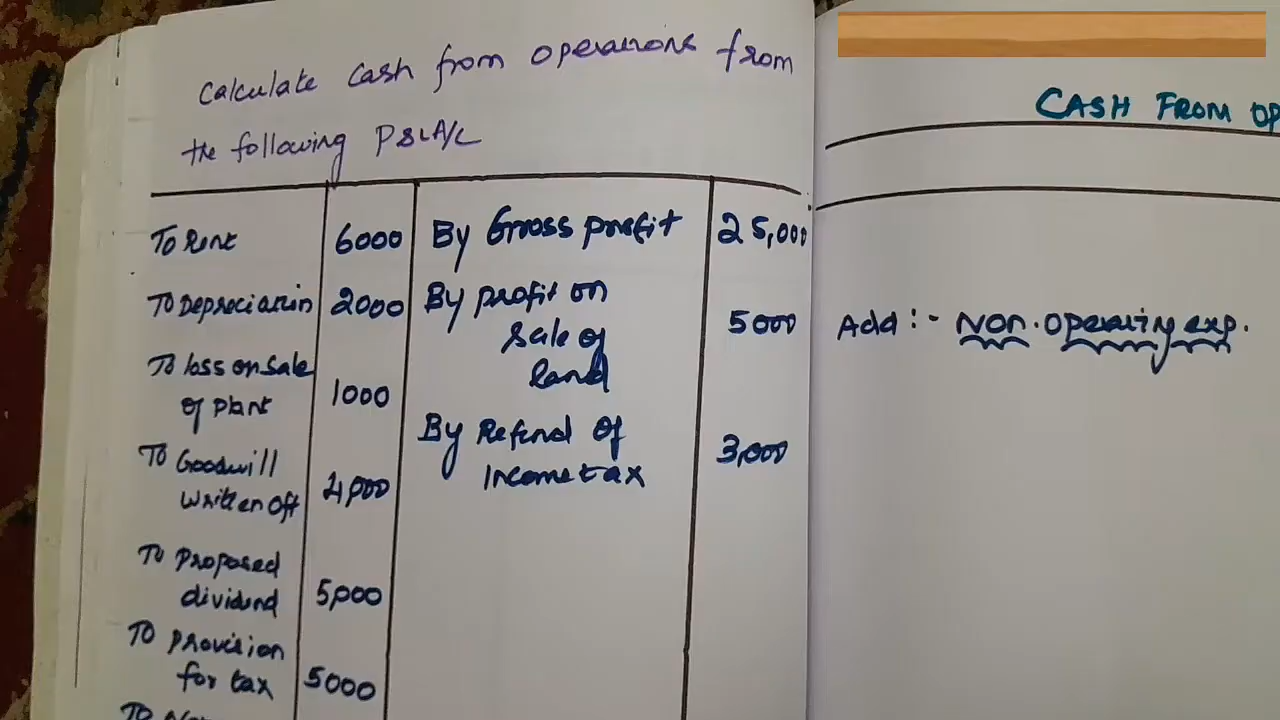 Calculate Cash from operations from
the following P&L A/C
To Rent 6000 By Gross profit 25,000
To Depreciation 2000 By profit on
sale of 5000
land
To loss on sale
of plant 1000
By Refund of
Income tax 3,000
To Goodwill
written off 4,000
To Proposed
dividend 5,000
To provision
for tax 5000
To
CASH FROM OP
Add :- Non. operating exp.